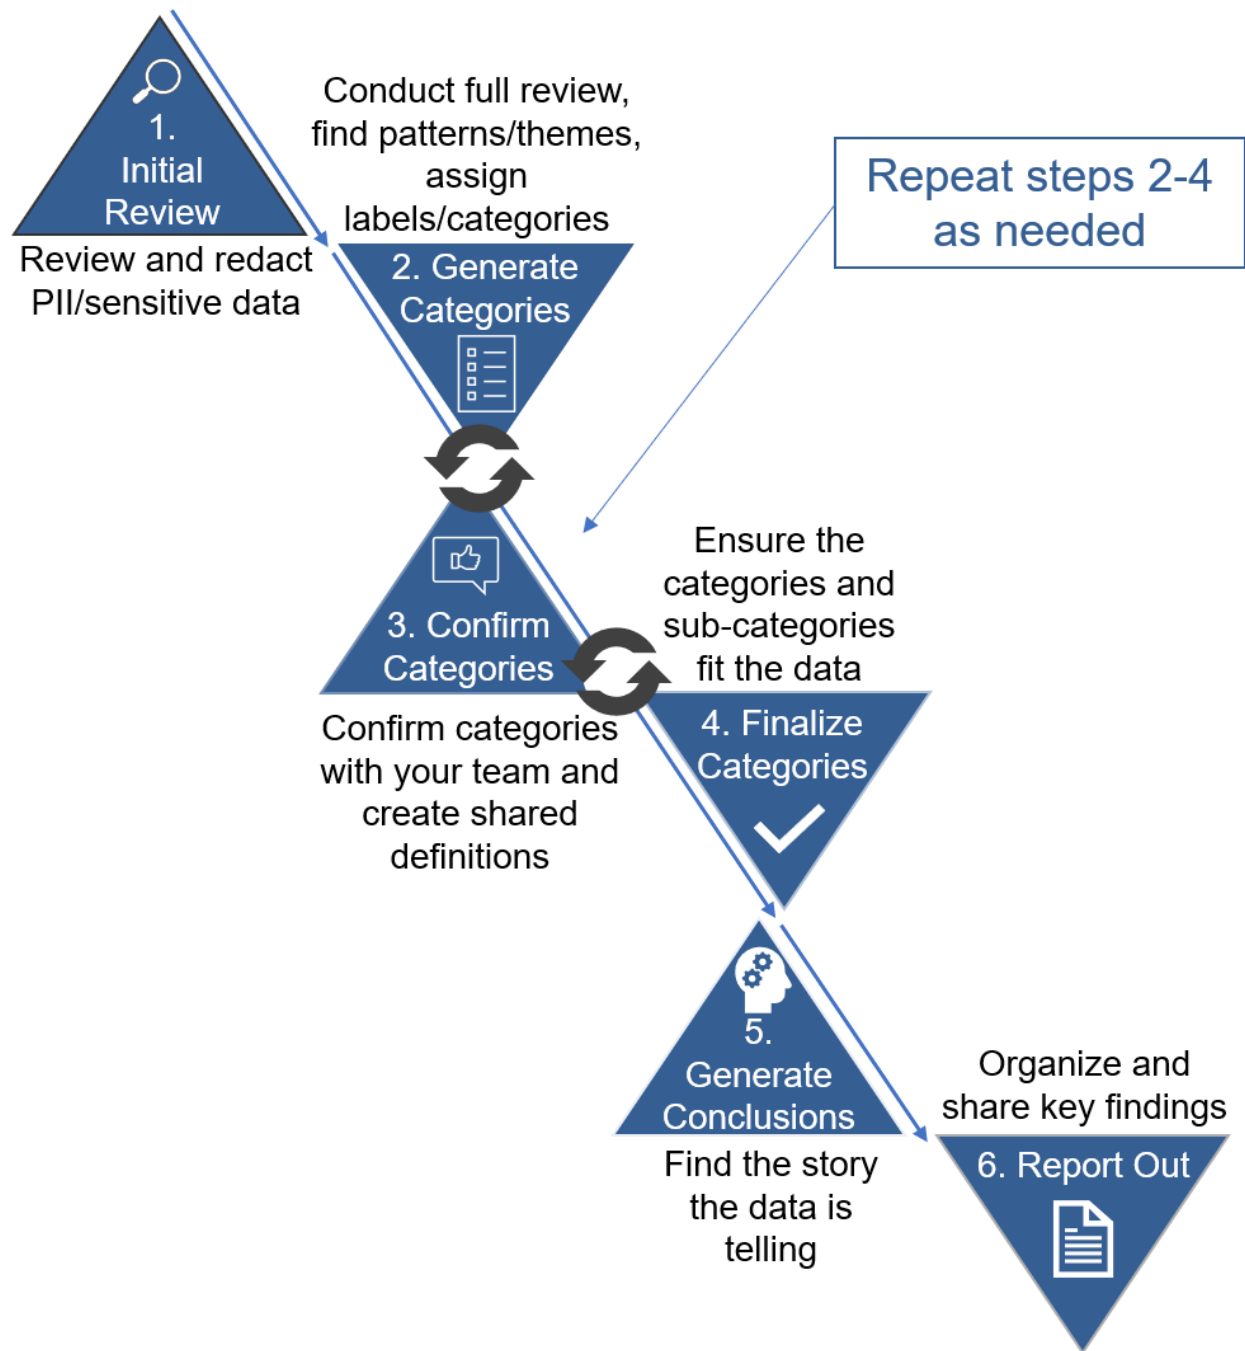 1.
Initial
Review
Review and redact
PII/sensitive data
Conduct full review,
find patterns/themes,
assign
labels/categories
2. Generate
Categories
Repeat steps 2-4
as needed
3. Confirm
Categories
Confirm categories
with your team and
create shared
definitions
Ensure the
categories and
sub-categories
fit the data
4. Finalize
Categories
5.
Generate
Conclusions
Find the story
the data is
telling
Organize and
share key findings
6. Report Out